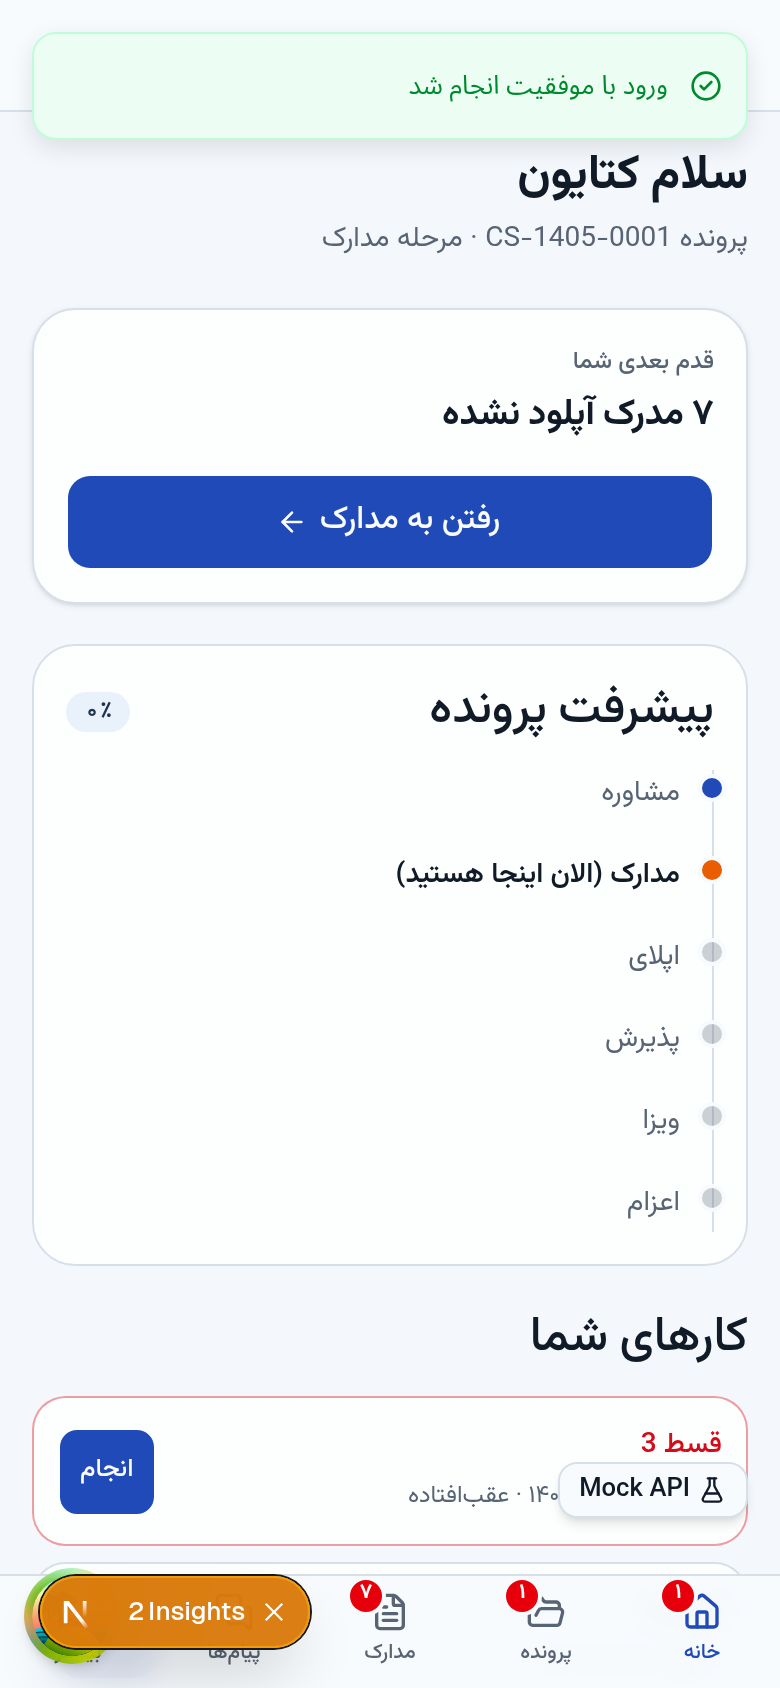 ورود با موفقیت انجام شد
سلام کتایون
پرونده CS-1405-0001 · مرحله مدارک
قدم بعدی شما
۷ مدرک آپلود نشده
رفتن به مدارک
پیشرفت پرونده
۰٪
مشاوره
مدارک (الان اینجا هستید)
اپلای
پذیرش
ویزا
اعزام
کارهای شما
قسط 3
· عقب‌افتاده
انجام
Mock API
2 Insights
۱
۱
۷
خانه
پرونده
مدارک
پیام‌ها